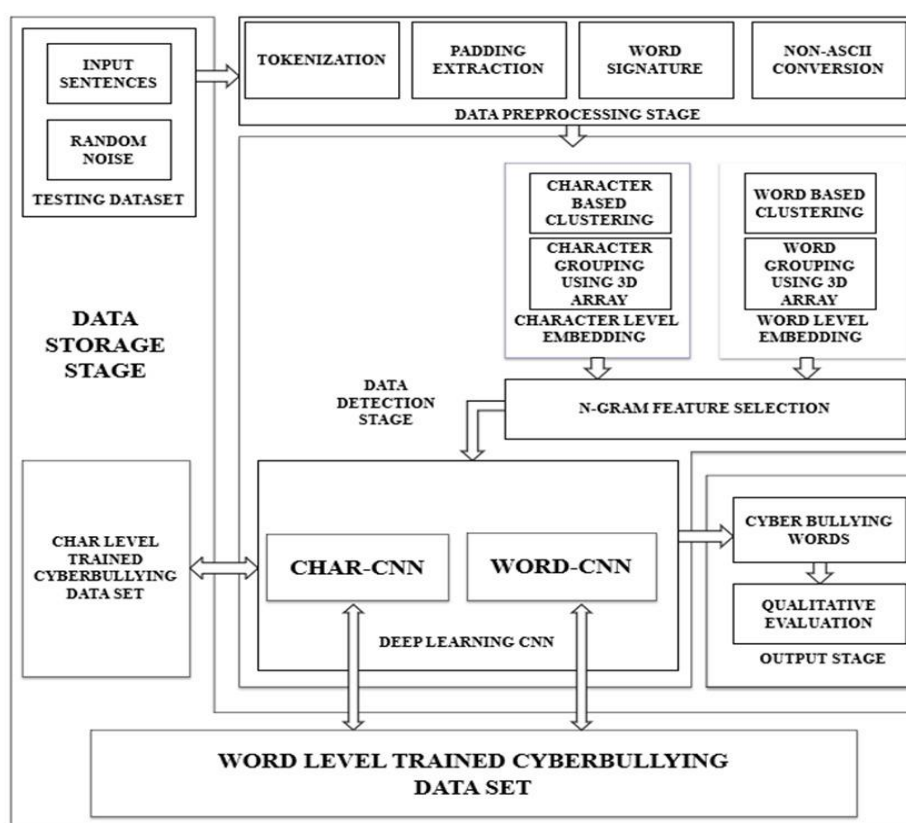 INPUT
SENTENCES
RANDOM
NOISE
TESTING DATASET
TOKENIZATION
PADDING
EXTRACTION
WORD
SIGNATURE
NON-ASCII
CONVERSION
DATA PREPROCESSING STAGE
CHARACTER
BASED
CLUSTERING
CHARACTER
GROUPING
USING 3D
ARRAY
CHARACTER LEVEL
EMBEDDING
WORD BASED
CLUSTERING
WORD
GROUPING
USING 3D
ARRAY
WORD LEVEL
EMBEDDING
DATA
STORAGE
STAGE
DATA
DETECTION
STAGE
N-GRAM FEATURE SELECTION
CHAR LEVEL
TRAINED
CYBERBULLYING
DATA SET
CHAR-CNN
WORD-CNN
DEEP LEARNING CNN
CYBER BULLYING
WORDS
QUALITATIVE
EVALUATION
OUTPUT STAGE
WORD LEVEL TRAINED CYBERBULLYING
DATA SET